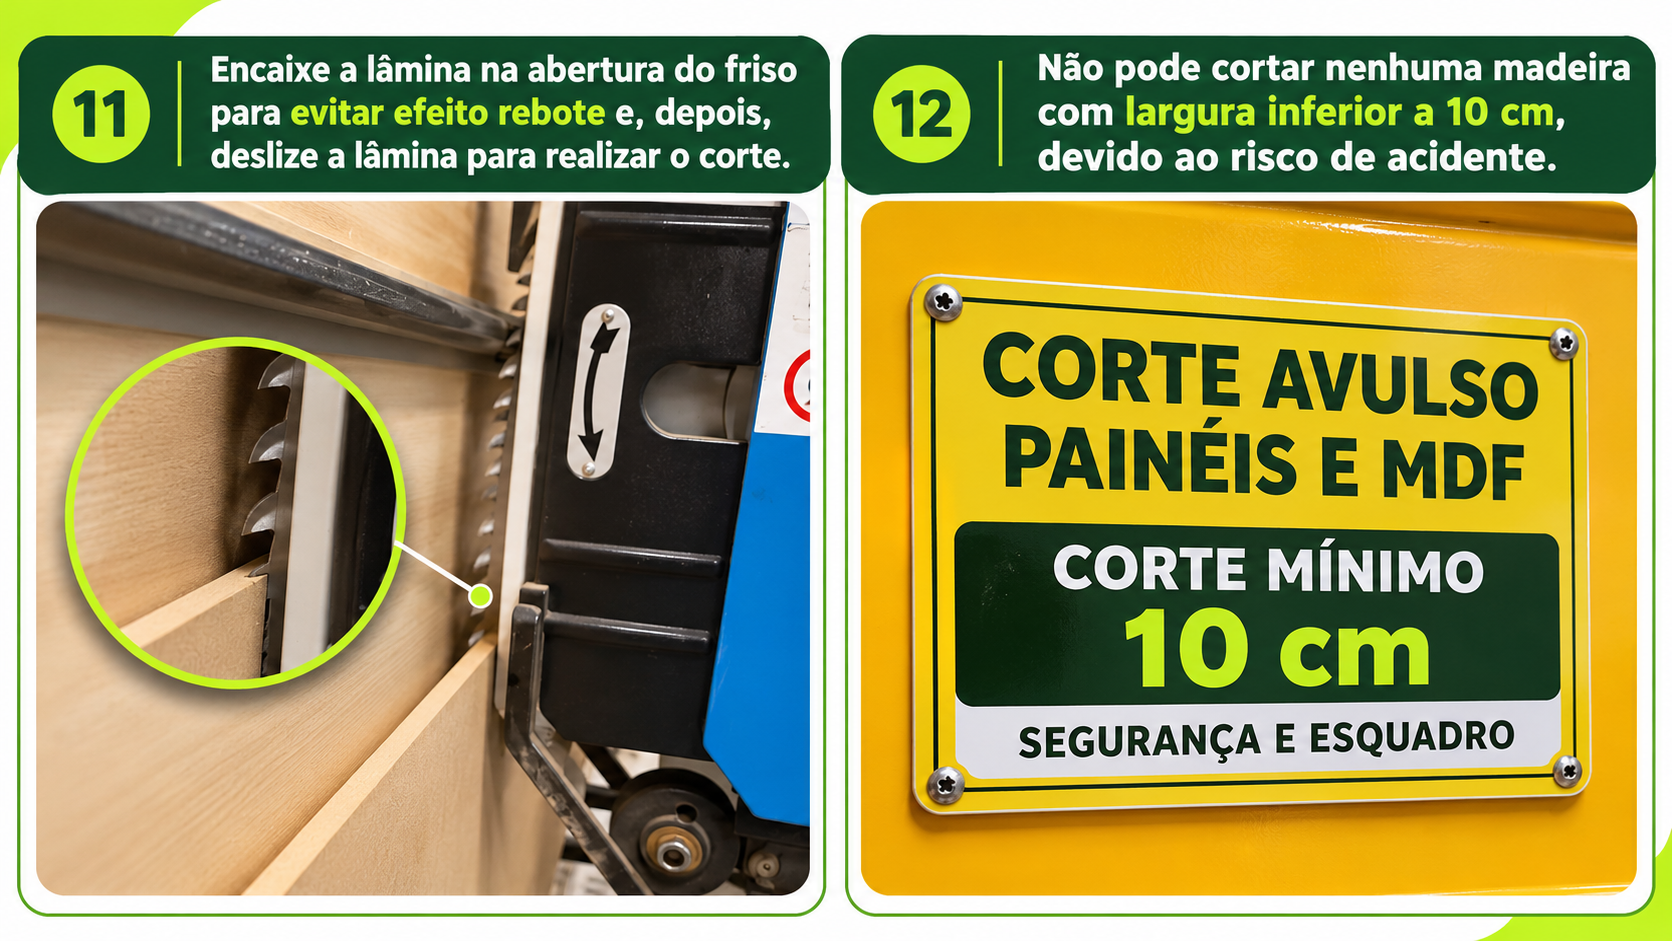 11
Encaixe a lâmina na abertura do friso
para evitar efeito rebote e, depois,
deslize a lâmina para realizar o corte.
12
Não pode cortar nenhuma madeira
com largura inferior a 10 cm,
devido ao risco de acidente.
CORTE AVULSO
PAINÉIS E MDF
CORTE MÍNIMO
10 cm
SEGURANÇA E ESQUADRO